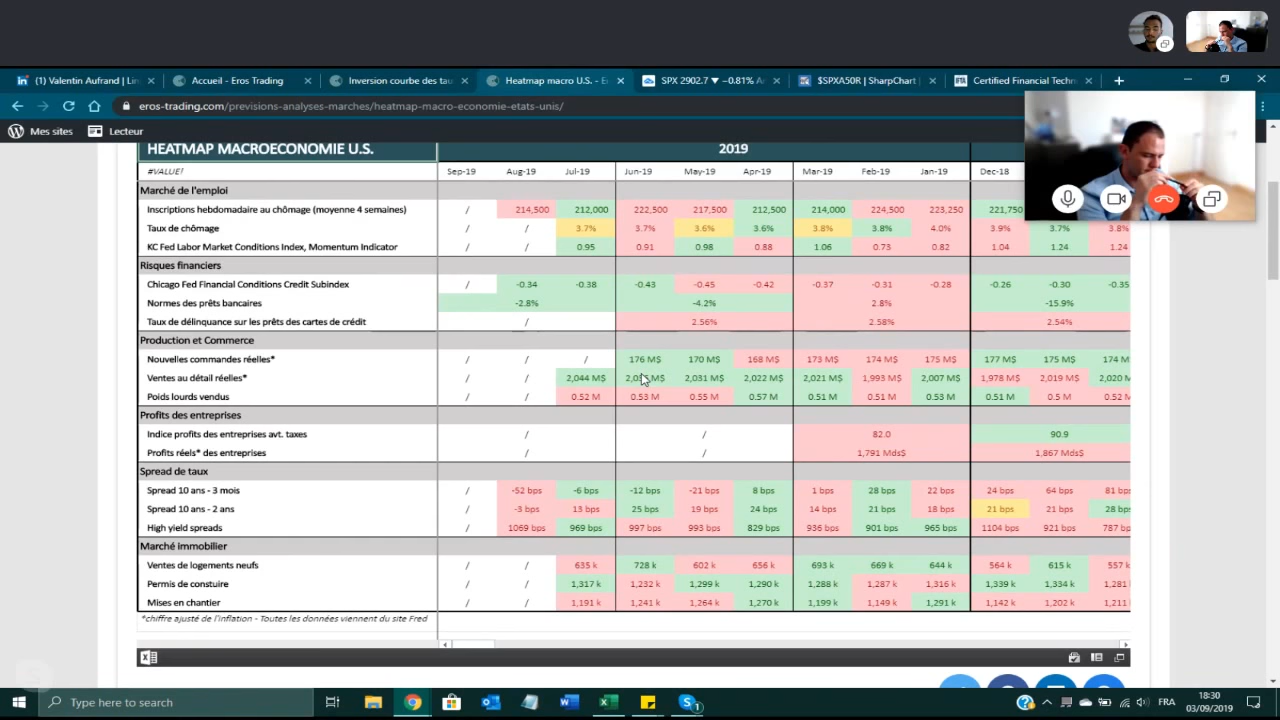 (1) Valentin Aufrand | Lin
Accueil - Eros Trading
Inversion courbe des tau
Heatmap macro U.S. - E
SPX 2902.7 ▼ −0.81% A
$SPXA50R | SharpChart
Certified Financial Techn
eros-trading.com/previsions-analyses-marches/heatmap-macro-economie-etats-unis/
Mes sites Lecteur
HEATMAP MACROECONOMIE U.S. 2019
#VALUE! Sep-19 Aug-19 Jul-19 Jun-19 May-19 Apr-19 Mar-19 Feb-19 Jan-19 Dec-18
Marché de l'emploi
Inscriptions hebdomadaire au chômage (moyenne 4 semaines) / 214,500 212,000 222,500 217,500 212,500 214,000 224,500 223,250 221,750
Taux de chômage / / 3.7% 3.7% 3.6% 3.6% 3.8% 3.8% 4.0% 3.9% 3.7% 3.8%
KC Fed Labor Market Conditions Index, Momentum Indicator / / 0.95 0.91 0.98 0.88 1.06 0.73 0.82 1.04 1.24 1.24
Risques financiers
Chicago Fed Financial Conditions Credit Subindex / -0.34 -0.38 -0.43 -0.45 -0.42 -0.37 -0.31 -0.28 -0.26 -0.30 -0.35
Normes des prêts bancaires -2.8% -4.2% 2.8% -15.9%
Taux de délinquance sur les prêts des cartes de crédit / 2.56% 2.58% 2.54%
Production et Commerce
Nouvelles commandes réelles* / / / 176 M$ 170 M$ 168 M$ 173 M$ 174 M$ 175 M$ 177 M$ 175 M$ 174 M
Ventes au détail réelles* / / 2,044 M$ M$ 2,031 M$ 2,022 M$ 2,021 M$ 1,993 M$ 2,007 M$ 1,978 M$ 2,019 M$ 2,020 M
Poids lourds vendus / / 0.52 M 0.53 M 0.55 M 0.57 M 0.51 M 0.51 M 0.53 M 0.51 M 0.5 M 0.52 M
Profits des entreprises
Indice profits des entreprises avt. taxes / / 82.0 90.9
Profits réels* des entreprises / / 1,791 Mds$ 1,867 Mds$
Spread de taux
Spread 10 ans - 3 mois / -52 bps -6 bps -12 bps -21 bps 8 bps 1 bps 28 bps 22 bps 24 bps 64 bps 81 bps
Spread 10 ans - 2 ans / -3 bps 13 bps 25 bps 19 bps 24 bps 14 bps 21 bps 18 bps 21 bps 21 bps 28 bps
High yield spreads / 1069 bps 969 bps 997 bps 993 bps 829 bps 936 bps 901 bps 965 bps 1104 bps 921 bps 787 bps
Marché immobilier
Ventes de logements neufs / / 635 k 728 k 602 k 656 k 693 k 669 k 644 k 564 k 615 k 557 k
Permis de constuire / / 1,317 k 1,232 k 1,299 k 1,290 k 1,288 k 1,287 k 1,316 k 1,339 k 1,334 k 1,281
Mises en chantier / / 1,191 k 1,241 k 1,264 k 1,270 k 1,199 k 1,149 k 1,291 k 1,142 k 1,202 k 1,211
*chiffre ajusté de l'inflation - Toutes les données viennent du site Fred
Type here to search
FRA
18:30
03/09/2019